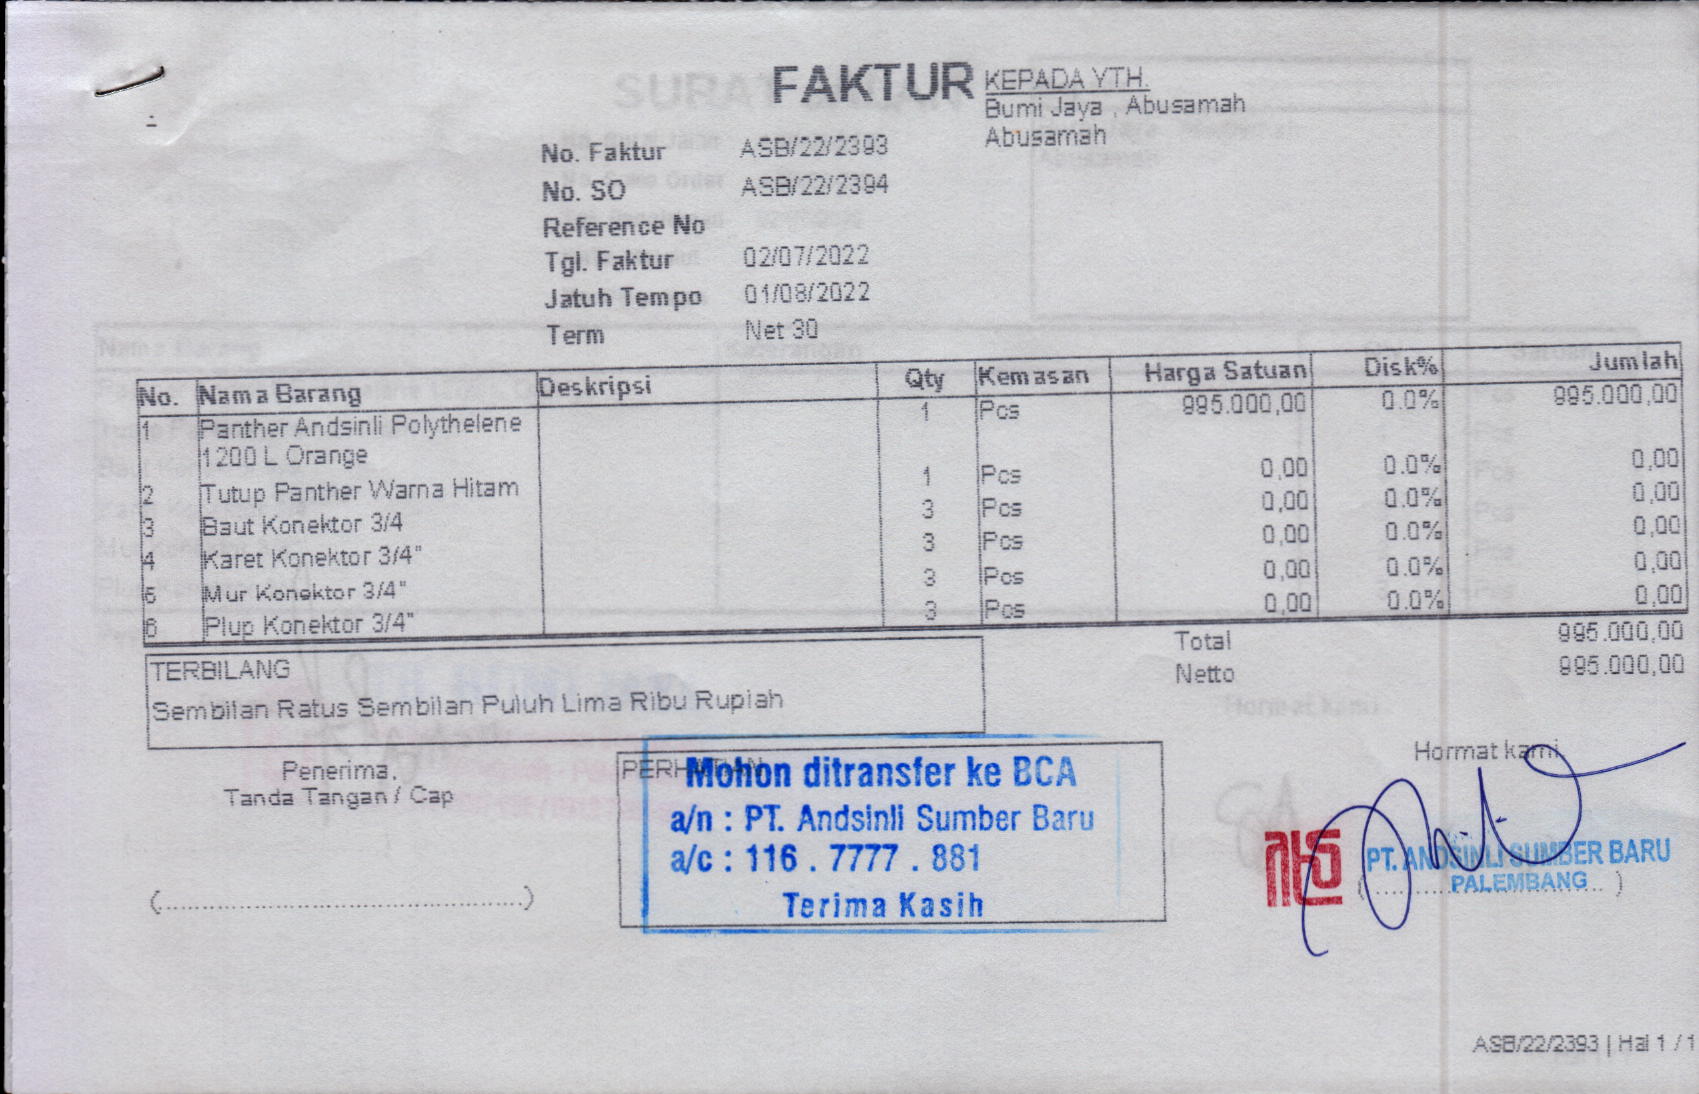 FAKTUR
KEPADA YTH.
Bumi Jaya , Abusamah
Abusamah
No. Faktur ASB/22/2393
No. SO ASB/22/2394
Reference No
Tgl. Faktur 02/07/2022
Jatuh Tempo 01/08/2022
Term Net 30
No. Nama Barang Deskripsi Qty Kemasan Harga Satuan Disk% Jumlah
1 Panther Andsinli Polythelene 1 Pcs 995.000,00 0.0% 995.000,00
1200 L Orange
2 Tutup Panther Warna Hitam 1 Pcs 0,00 0.0% 0,00
3 Baut Konektor 3/4 3 Pcs 0,00 0.0% 0,00
4 Karet Konektor 3/4" 3 Pcs 0,00 0.0% 0,00
5 Mur Konektor 3/4" 3 Pcs 0,00 0.0% 0,00
6 Plup Konektor 3/4" 3 Pcs 0,00 0.0% 0,00
Total 995.000,00
Netto 995.000,00
TERBILANG
Sembilan Ratus Sembilan Puluh Lima Ribu Rupiah
Penerima,
Tanda Tangan / Cap
(..................................................)
PERHATIAN
Mohon ditransfer ke BCA
a/n : PT. Andsinli Sumber Baru
a/c : 116 . 7777 . 881
Terima Kasih
Hormat kami
PT. ANDSINLI SUMBER BARU
PALEMBANG
ASB/22/2393 | Hal 1 / 1